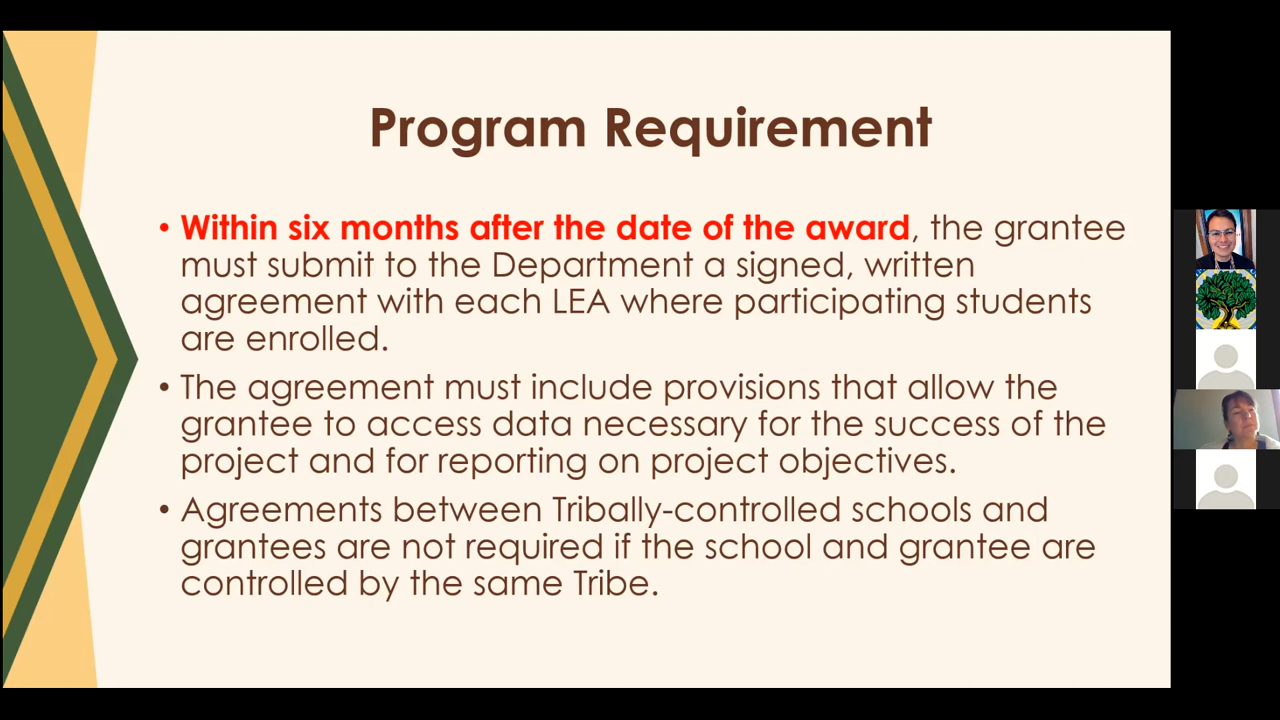 Program Requirement
• Within six months after the date of the award, the grantee
must submit to the Department a signed, written
agreement with each LEA where participating students
are enrolled.
• The agreement must include provisions that allow the
grantee to access data necessary for the success of the
project and for reporting on project objectives.
• Agreements between Tribally-controlled schools and
grantees are not required if the school and grantee are
controlled by the same Tribe.